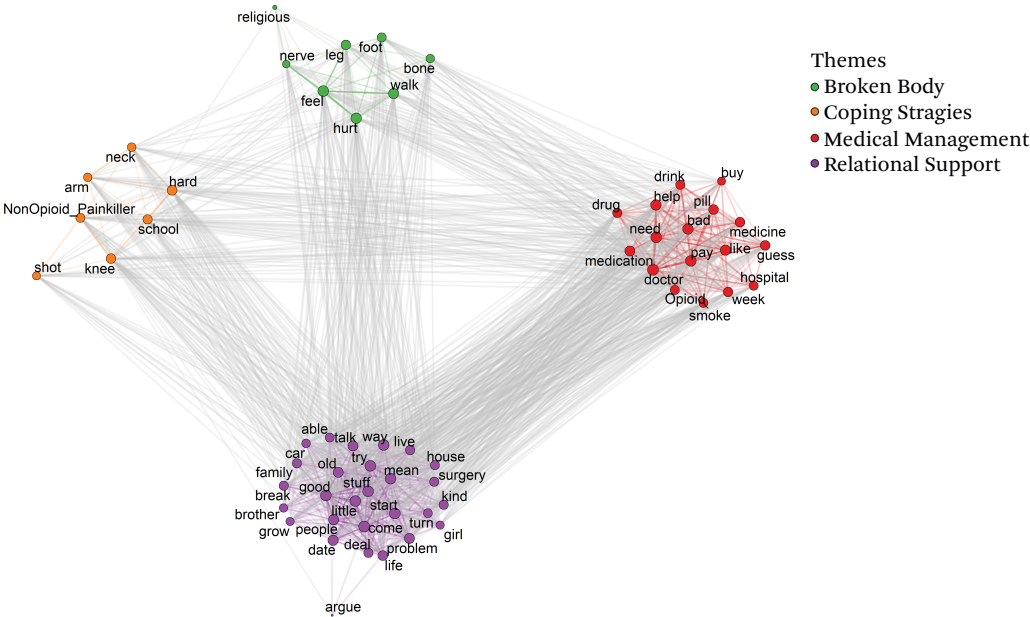 religious
foot
leg
nerve
bone
walk
feel
hurt
Themes
Broken Body
Coping Stragies
Medical Management
Relational Support
neck
hard
arm
NonOpioid_Painkiller
school
shot
knee
buy
drink
help
pill
drug
bad
need
medicine
like
guess
pay
medication
doctor
hospital
Opioid
week
smoke
able
talk
way
live
car
try
house
old
mean
family
surgery
stuff
good
break
kind
little
start
brother
turn
grow
people
come
girl
date
deal
problem
life
argue